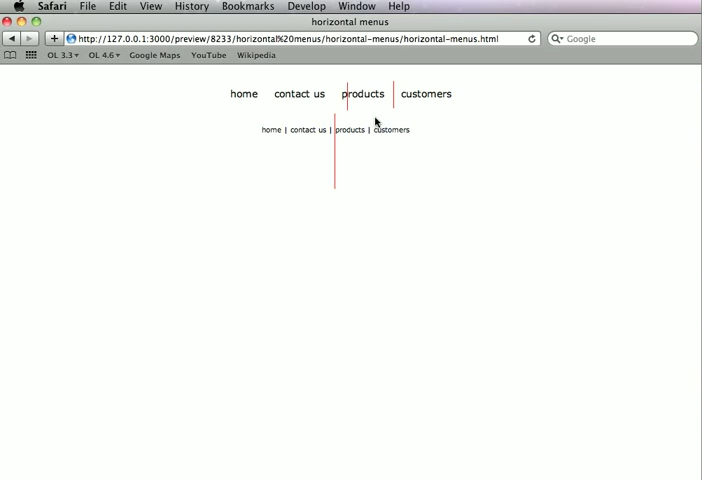 Safari File Edit View History Bookmarks Develop Window Help
horizontal menus
http://127.0.0.1:3000/preview/8233/horizontal%20menus/horizontal-menus/horizontal-menus.html Google
OL 3.3 OL 4.6 Google Maps YouTube Wikipedia
home contact us products customers
home | contact us | products | customers